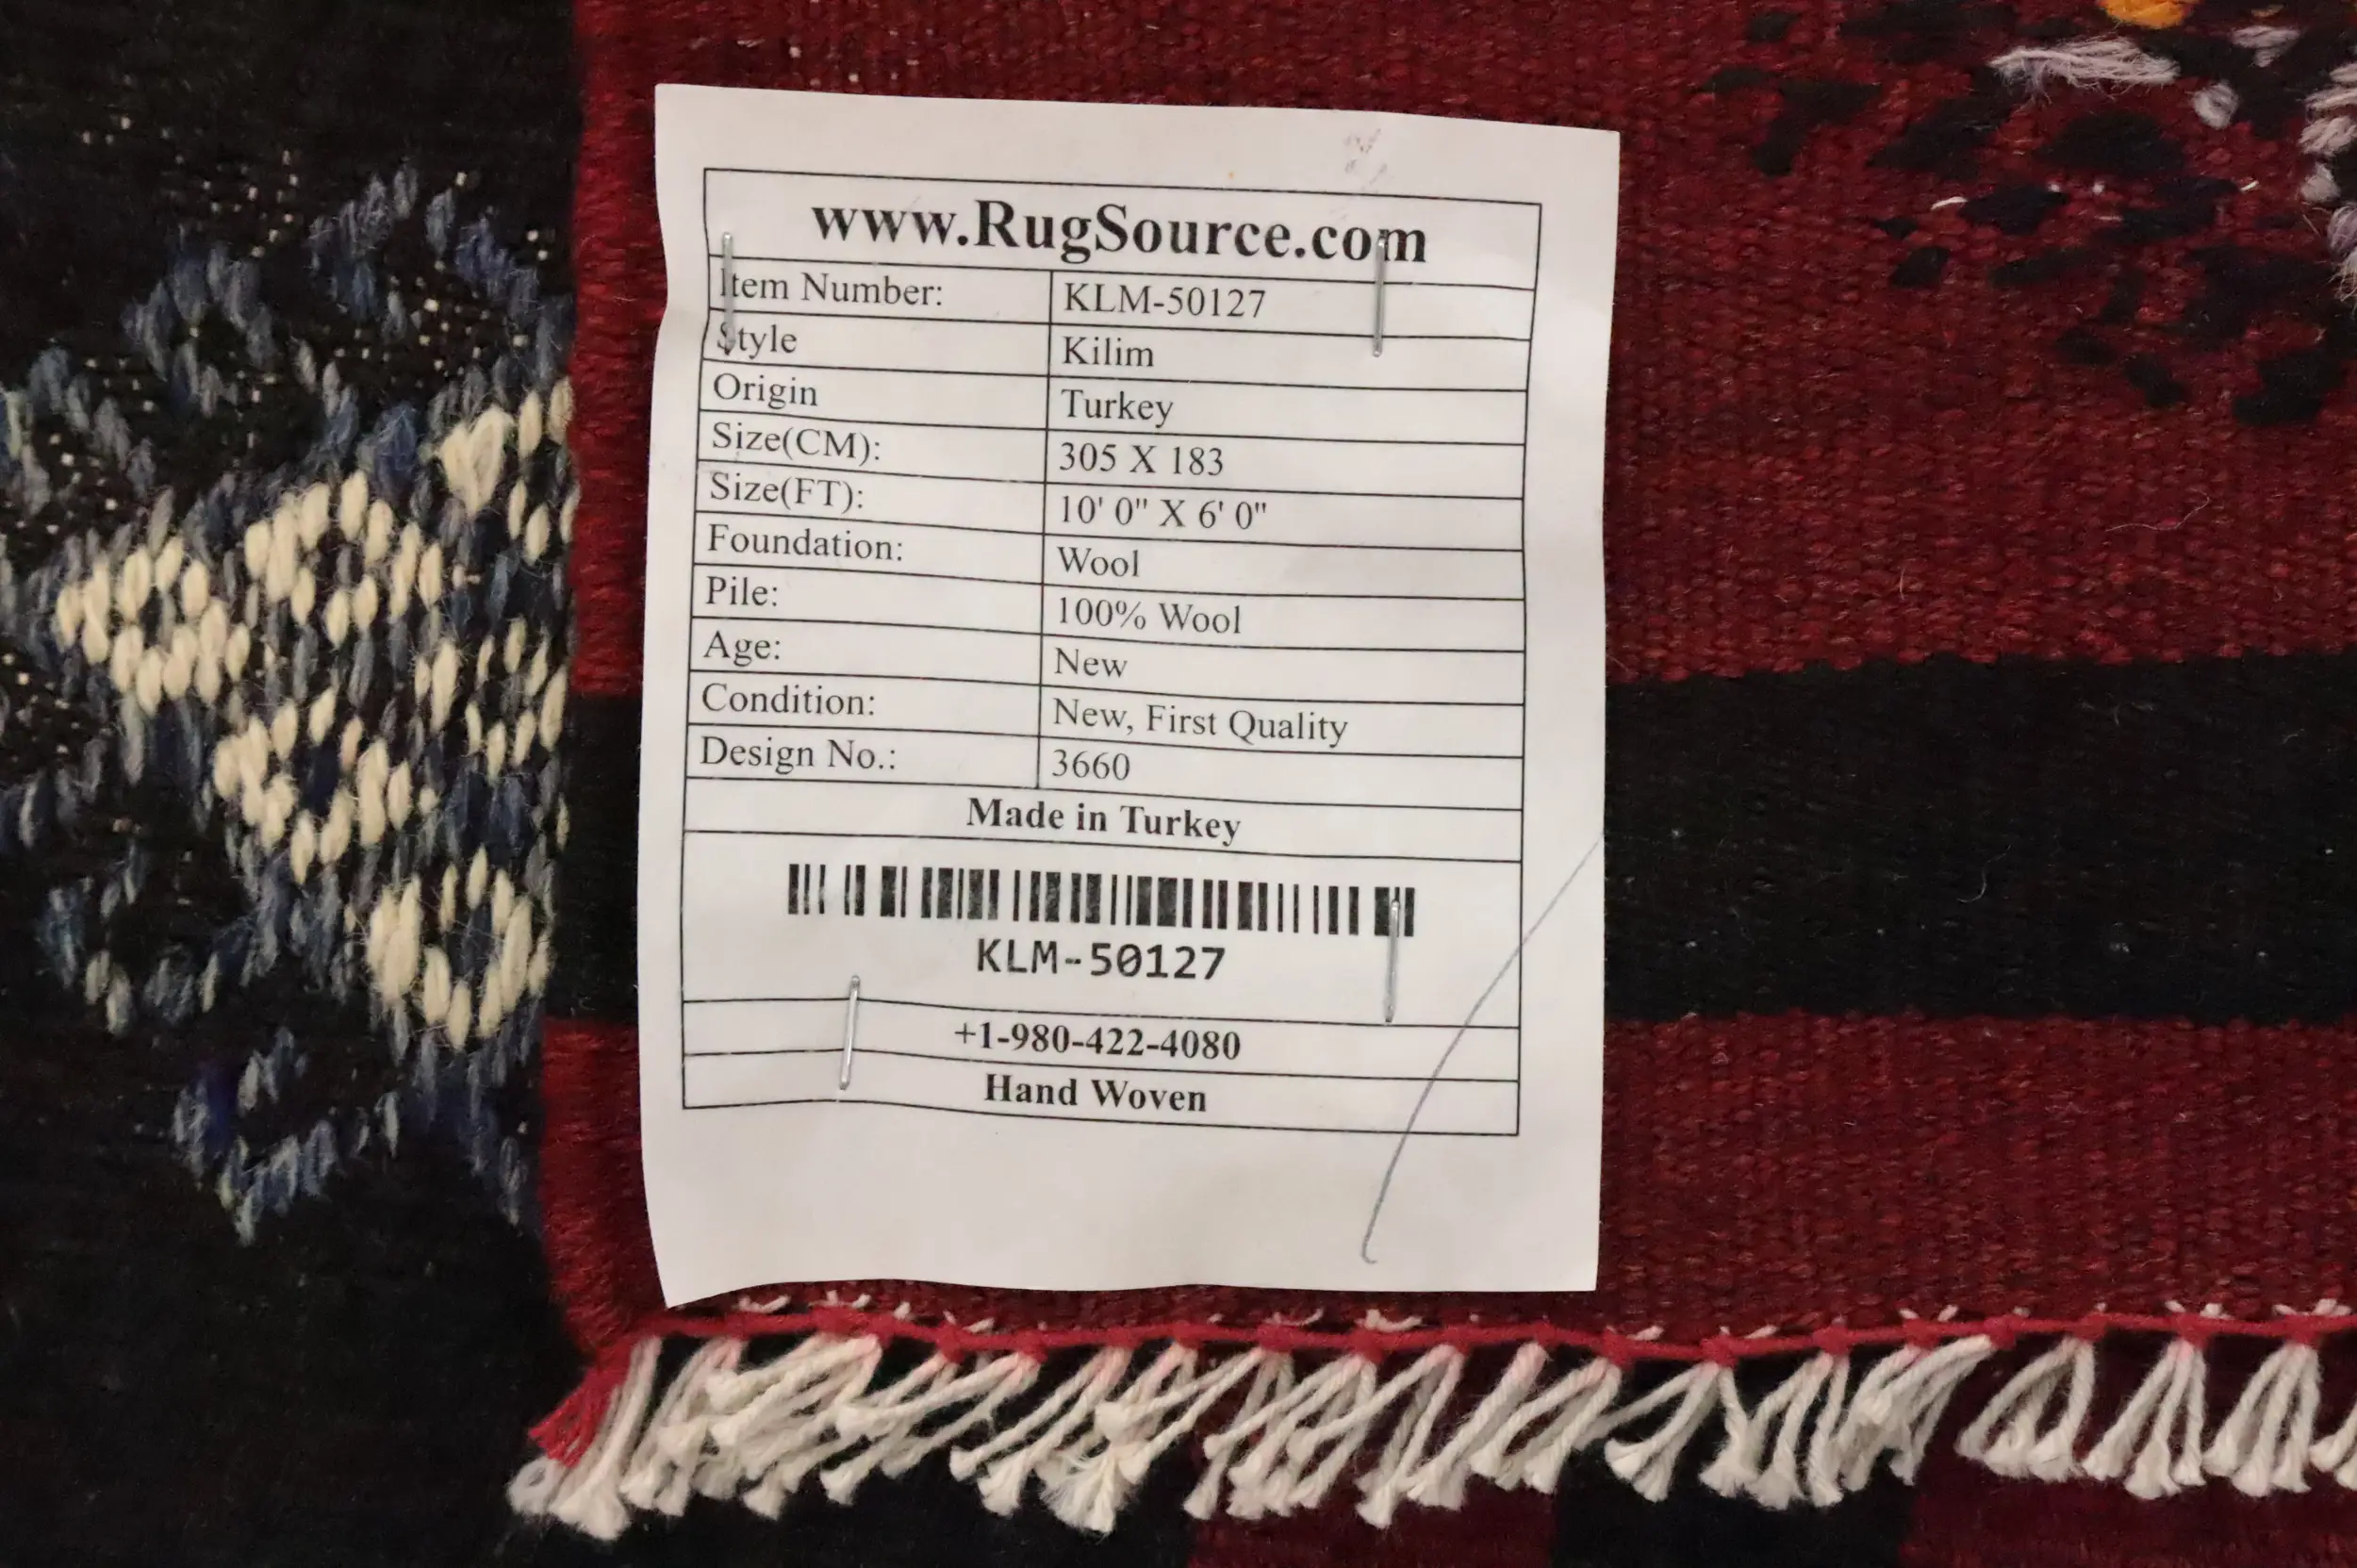 www.RugSource.com
Item Number: KLM-50127
Style Kilim
Origin Turkey
Size(CM): 305 X 183
Size(FT): 10' 0" X 6' 0"
Foundation: Wool
Pile: 100% Wool
Age: New
Condition: New, First Quality
Design No.: 3660
Made in Turkey
KLM-50127
+1-980-422-4080
Hand Woven